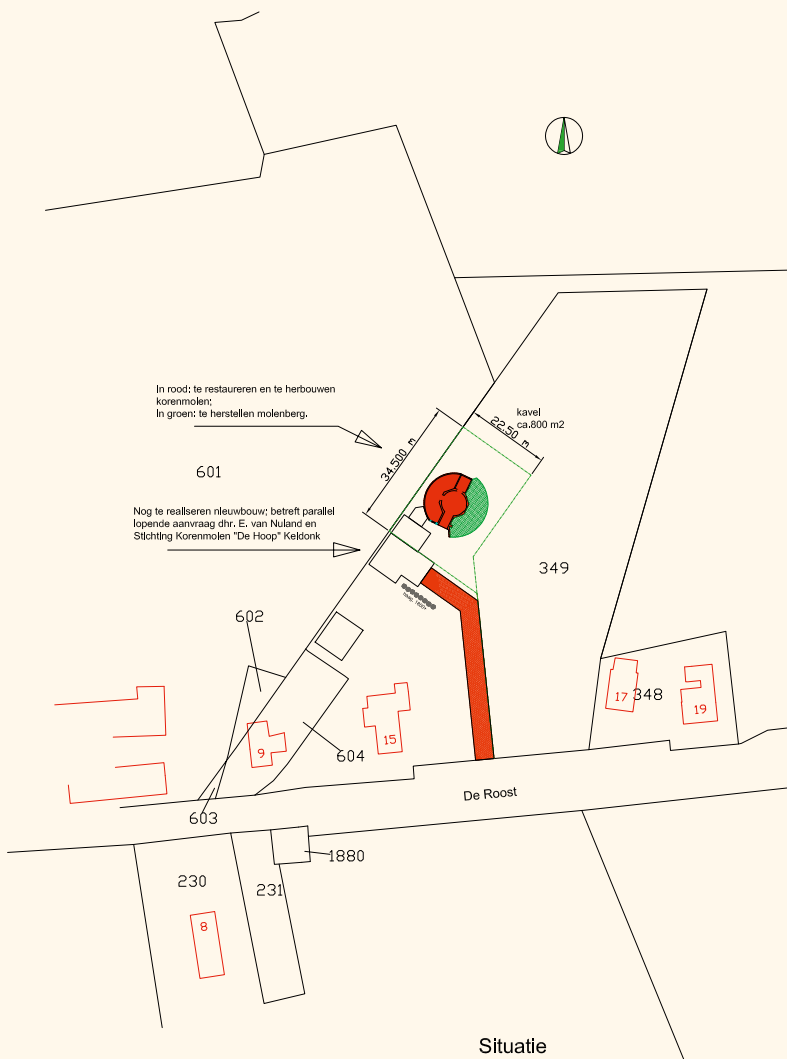 In rood: te restaureren en te herbouwen
korenmolen;
In groen: te herstellen molenberg.
kavel
ca.800 m2
22.50 m
34.500 m
601
Nog te realiseren nieuwbouw; betreft parallel
lopende aanvraag dhr. E. van Nuland en
Stichting Korenmolen "De Hoop" Keldonk
349
602
17
348
19
9
15
604
De Roost
603
1880
230
231
8
Situatie